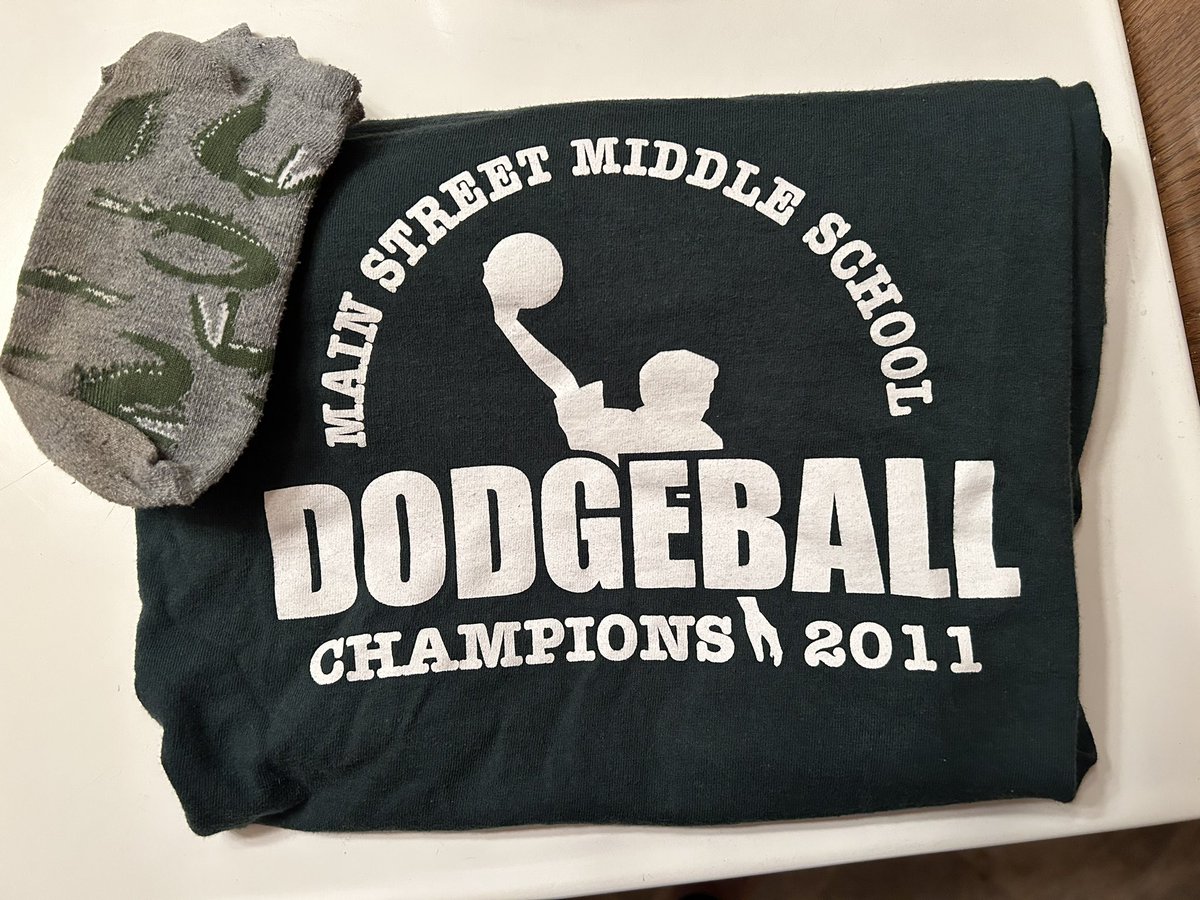 MAIN STREET MIDDLE SCHOOL
DODGEBALL
CHAMPIONS 2011